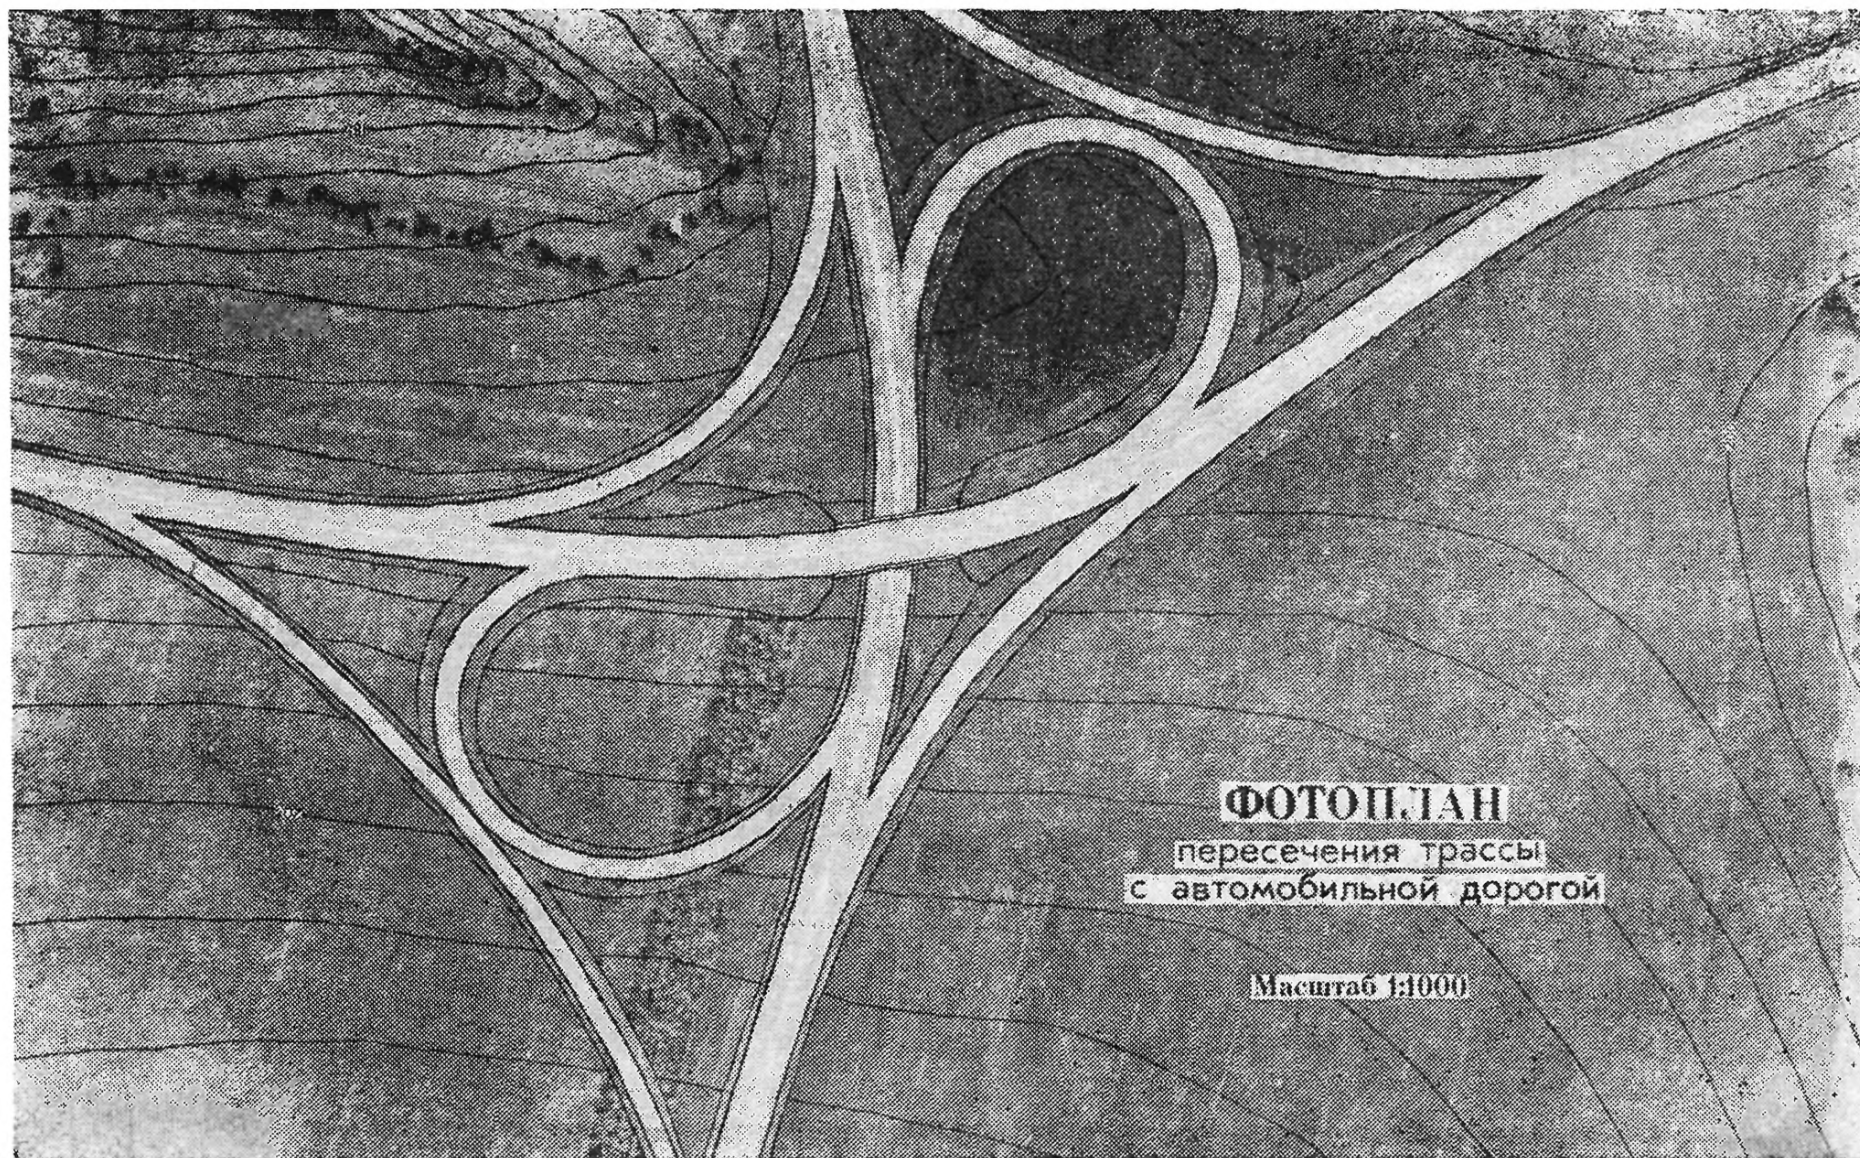 ФОТОПЛАН
пересечения трассы
с автомобильной дорогой
Масштаб 1:1000